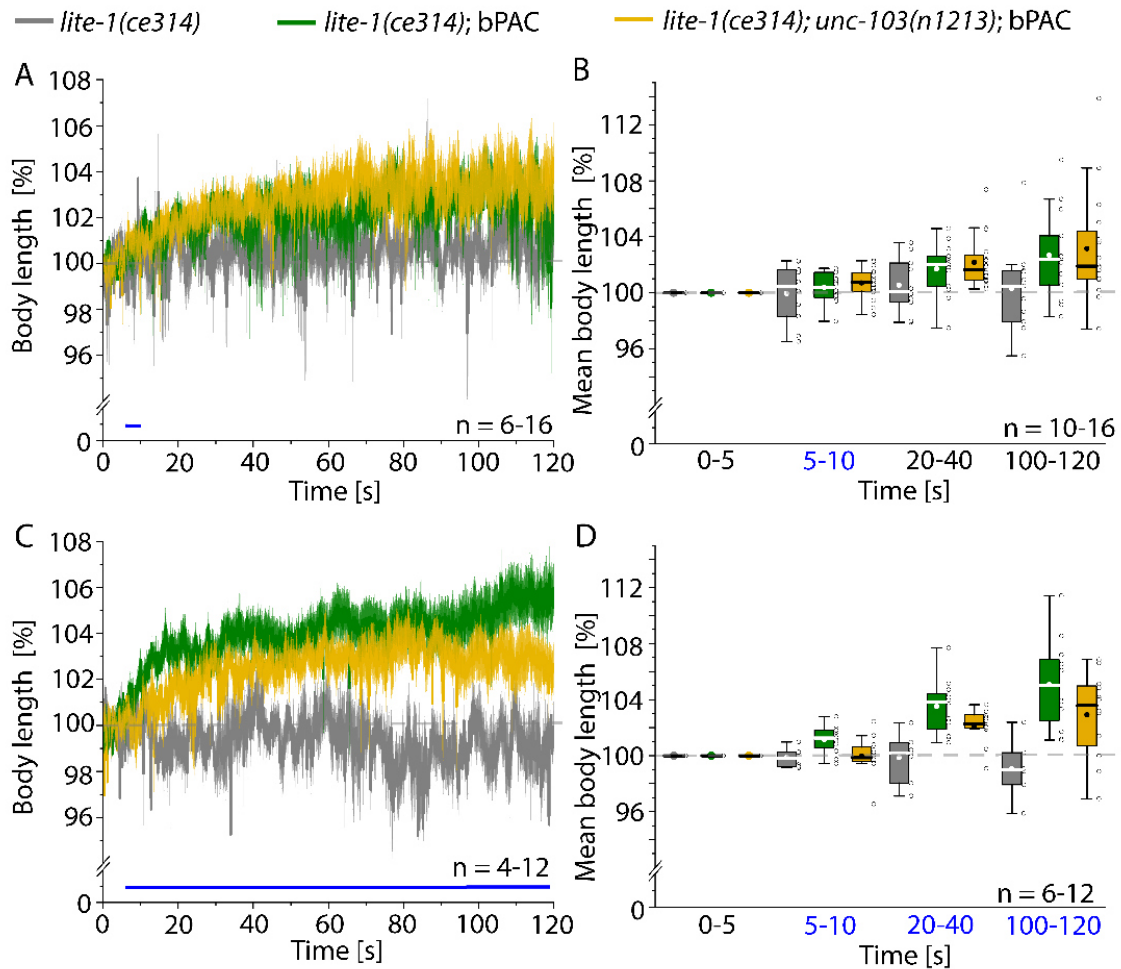 lite-1(ce314) lite-1(ce314); bPAC lite-1(ce314); unc-103(n1213); bPAC
A
Body length [%]
108
106
104
102
100
98
96
0
n = 6-16
0 20 40 60 80 100 120
Time [s]
B
Mean body length [%]
112
108
104
100
96
0
n = 10-16
0-5 5-10 20-40 100-120
Time [s]
C
Body length [%]
108
106
104
102
100
98
96
0
n = 4-12
0 20 40 60 80 100 120
Time [s]
D
Mean body length [%]
112
108
104
100
96
0
n = 6-12
0-5 5-10 20-40 100-120
Time [s]